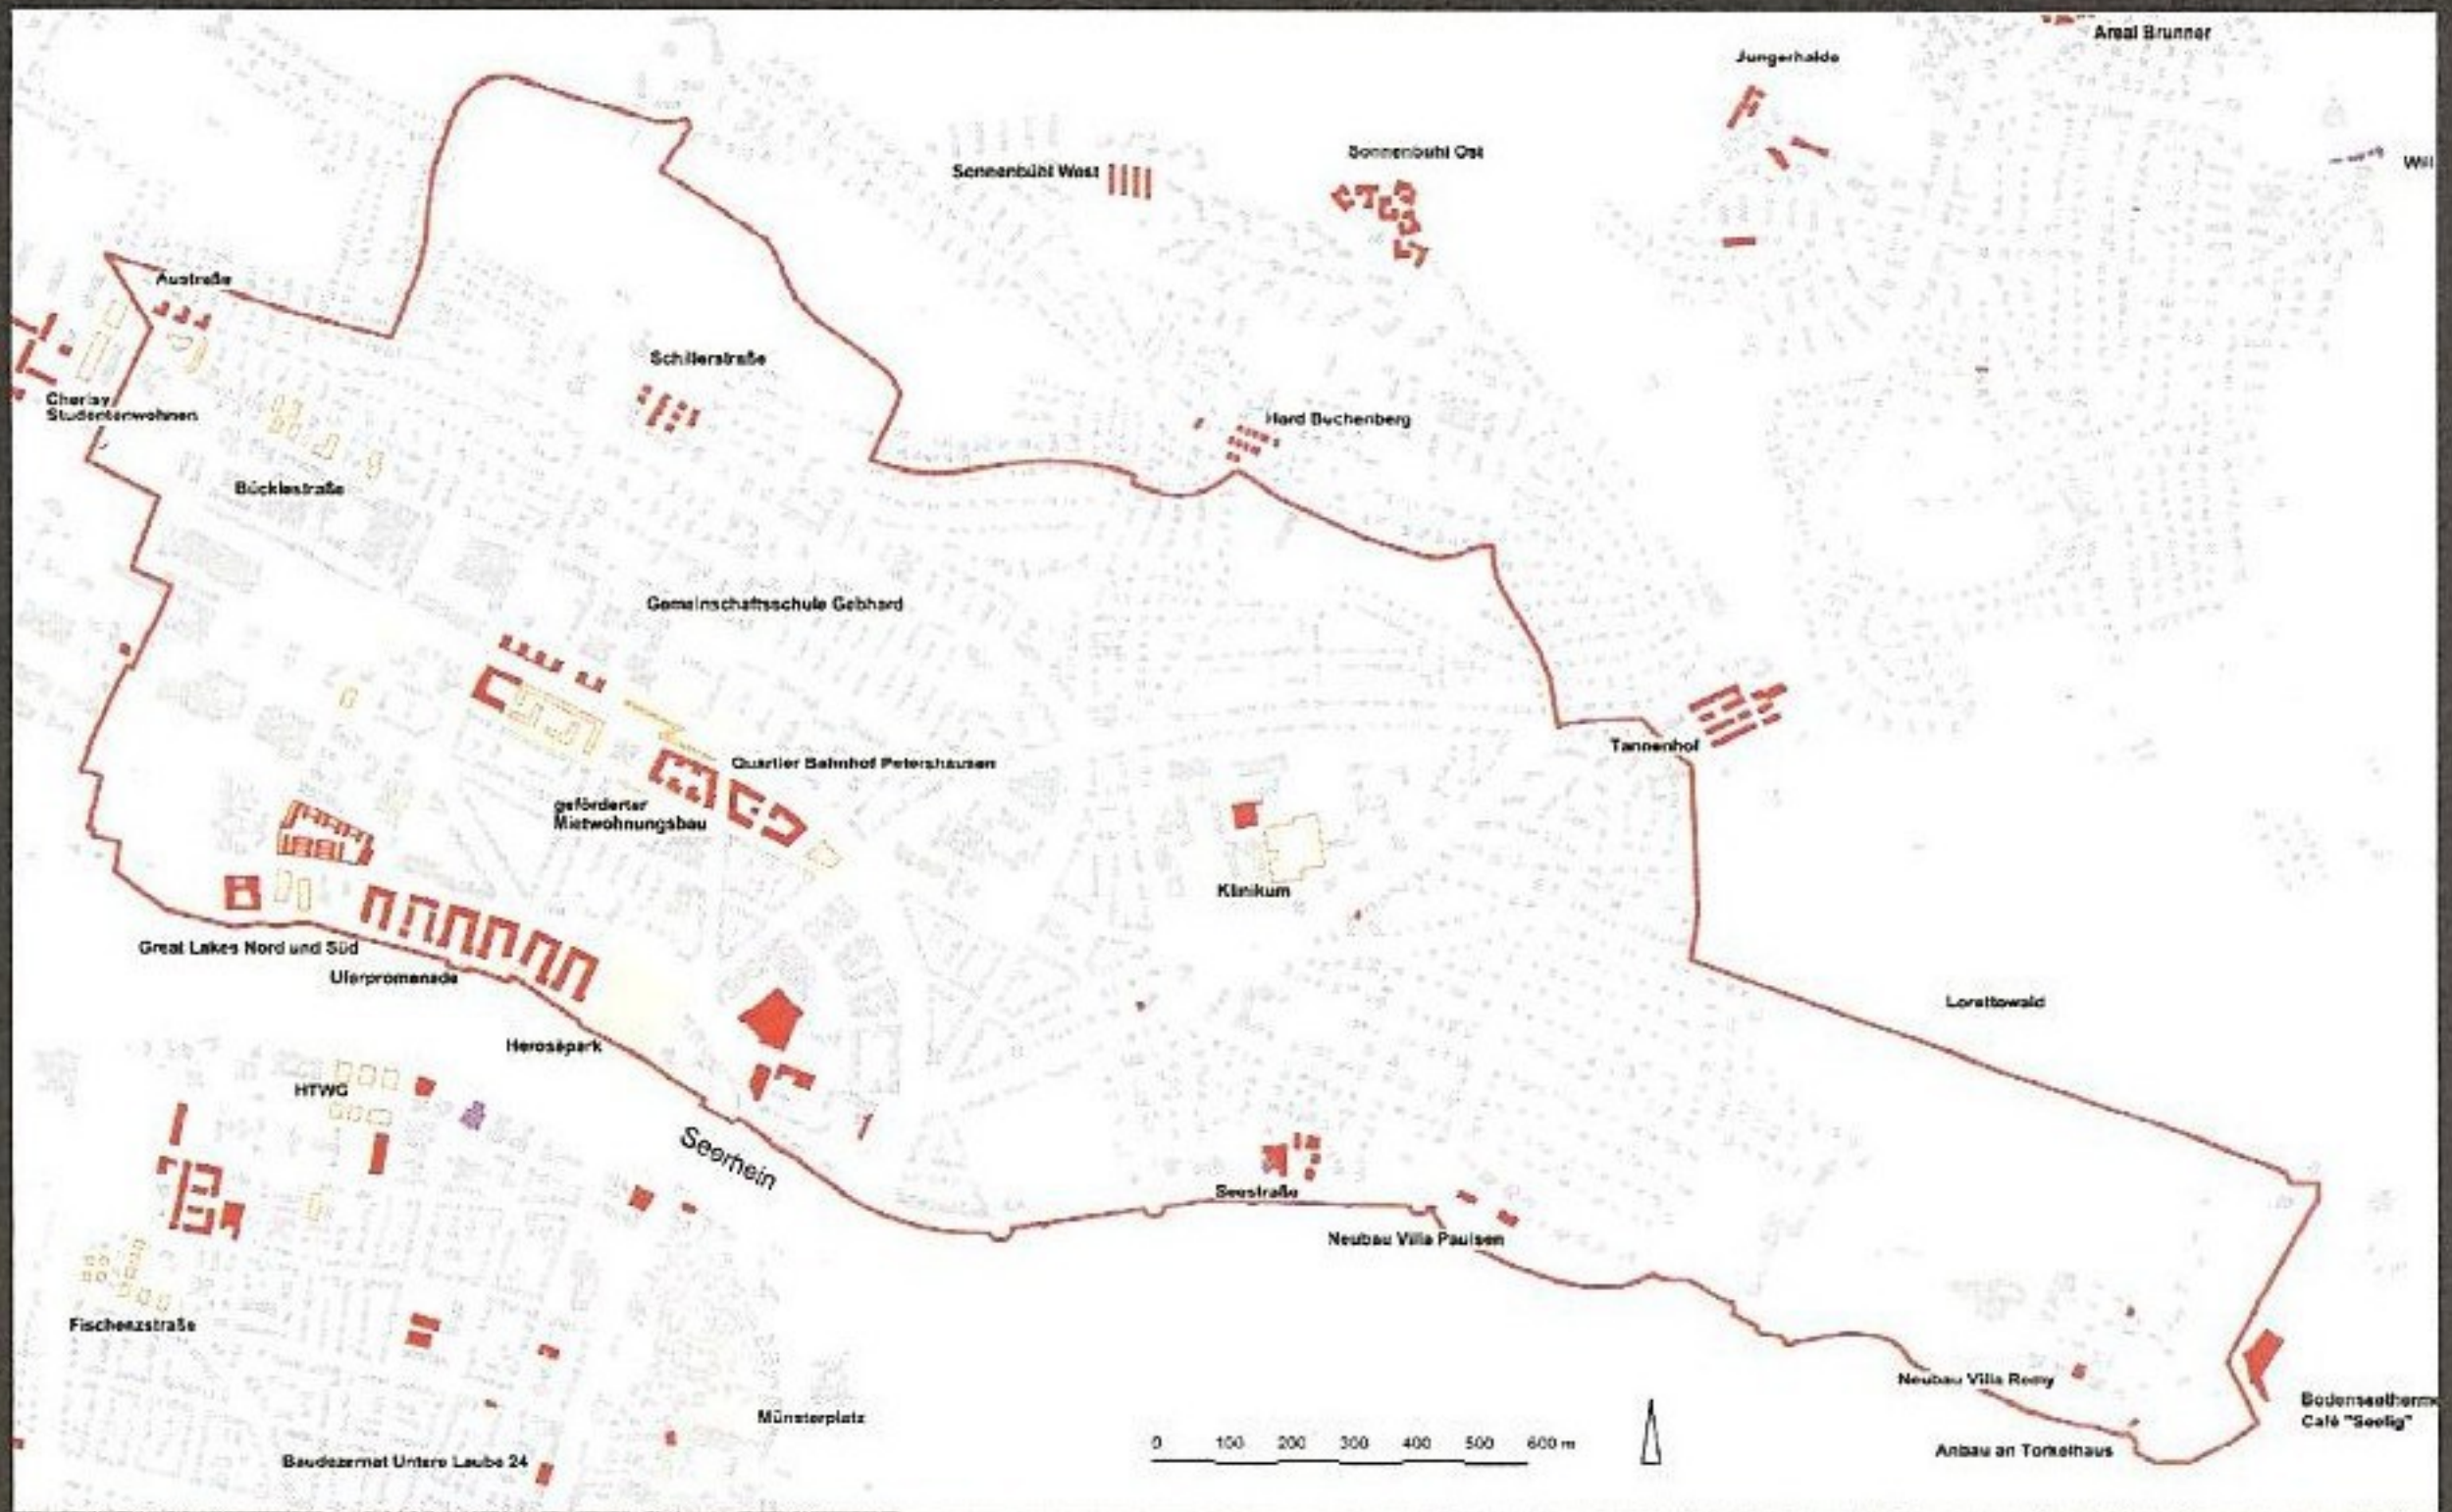 Areal Brunner
Jungerhalde
Sonnenbühl Ost
Will
Sonnenbühl West
Austraße
Schillerstraße
Cherisy
Studentenwohnen
Hard Buchenberg
Bücklestraße
Gemeinschaftsschule Gebhard
Tannenhof
Quartier Bahnhof Petershausen
geförderter
Mietwohnungsbau
Klinikum
Great Lakes Nord und Süd
Uferpromenade
Lorettowald
Herosépark
HTWG
Seerhein
Seestraße
Neubau Villa Paulsen
Fischenzstraße
Neubau Villa Remy
Bodenseetherme
Café "Seelig"
Münsterplatz
0 100 200 300 400 500 600 m
Anbau an Torkelhaus
Baudezernat Untere Laube 24